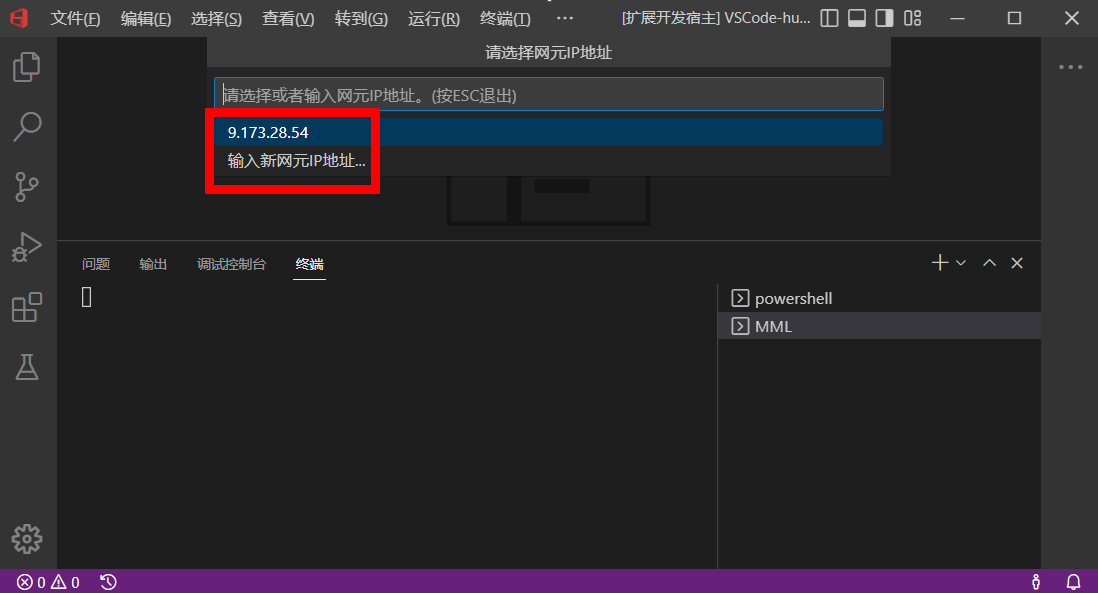 文件(F) 编辑(E) 选择(S) 查看(V) 转到(G) 运行(R) 终端(T) ··· [扩展开发宿主] VSCode-hu...
请选择网元IP地址
请选择或者输入网元IP地址。(按ESC退出)
9.173.28.54
输入新网元IP地址...
问题 输出 调试控制台 终端
powershell
MML
0 0